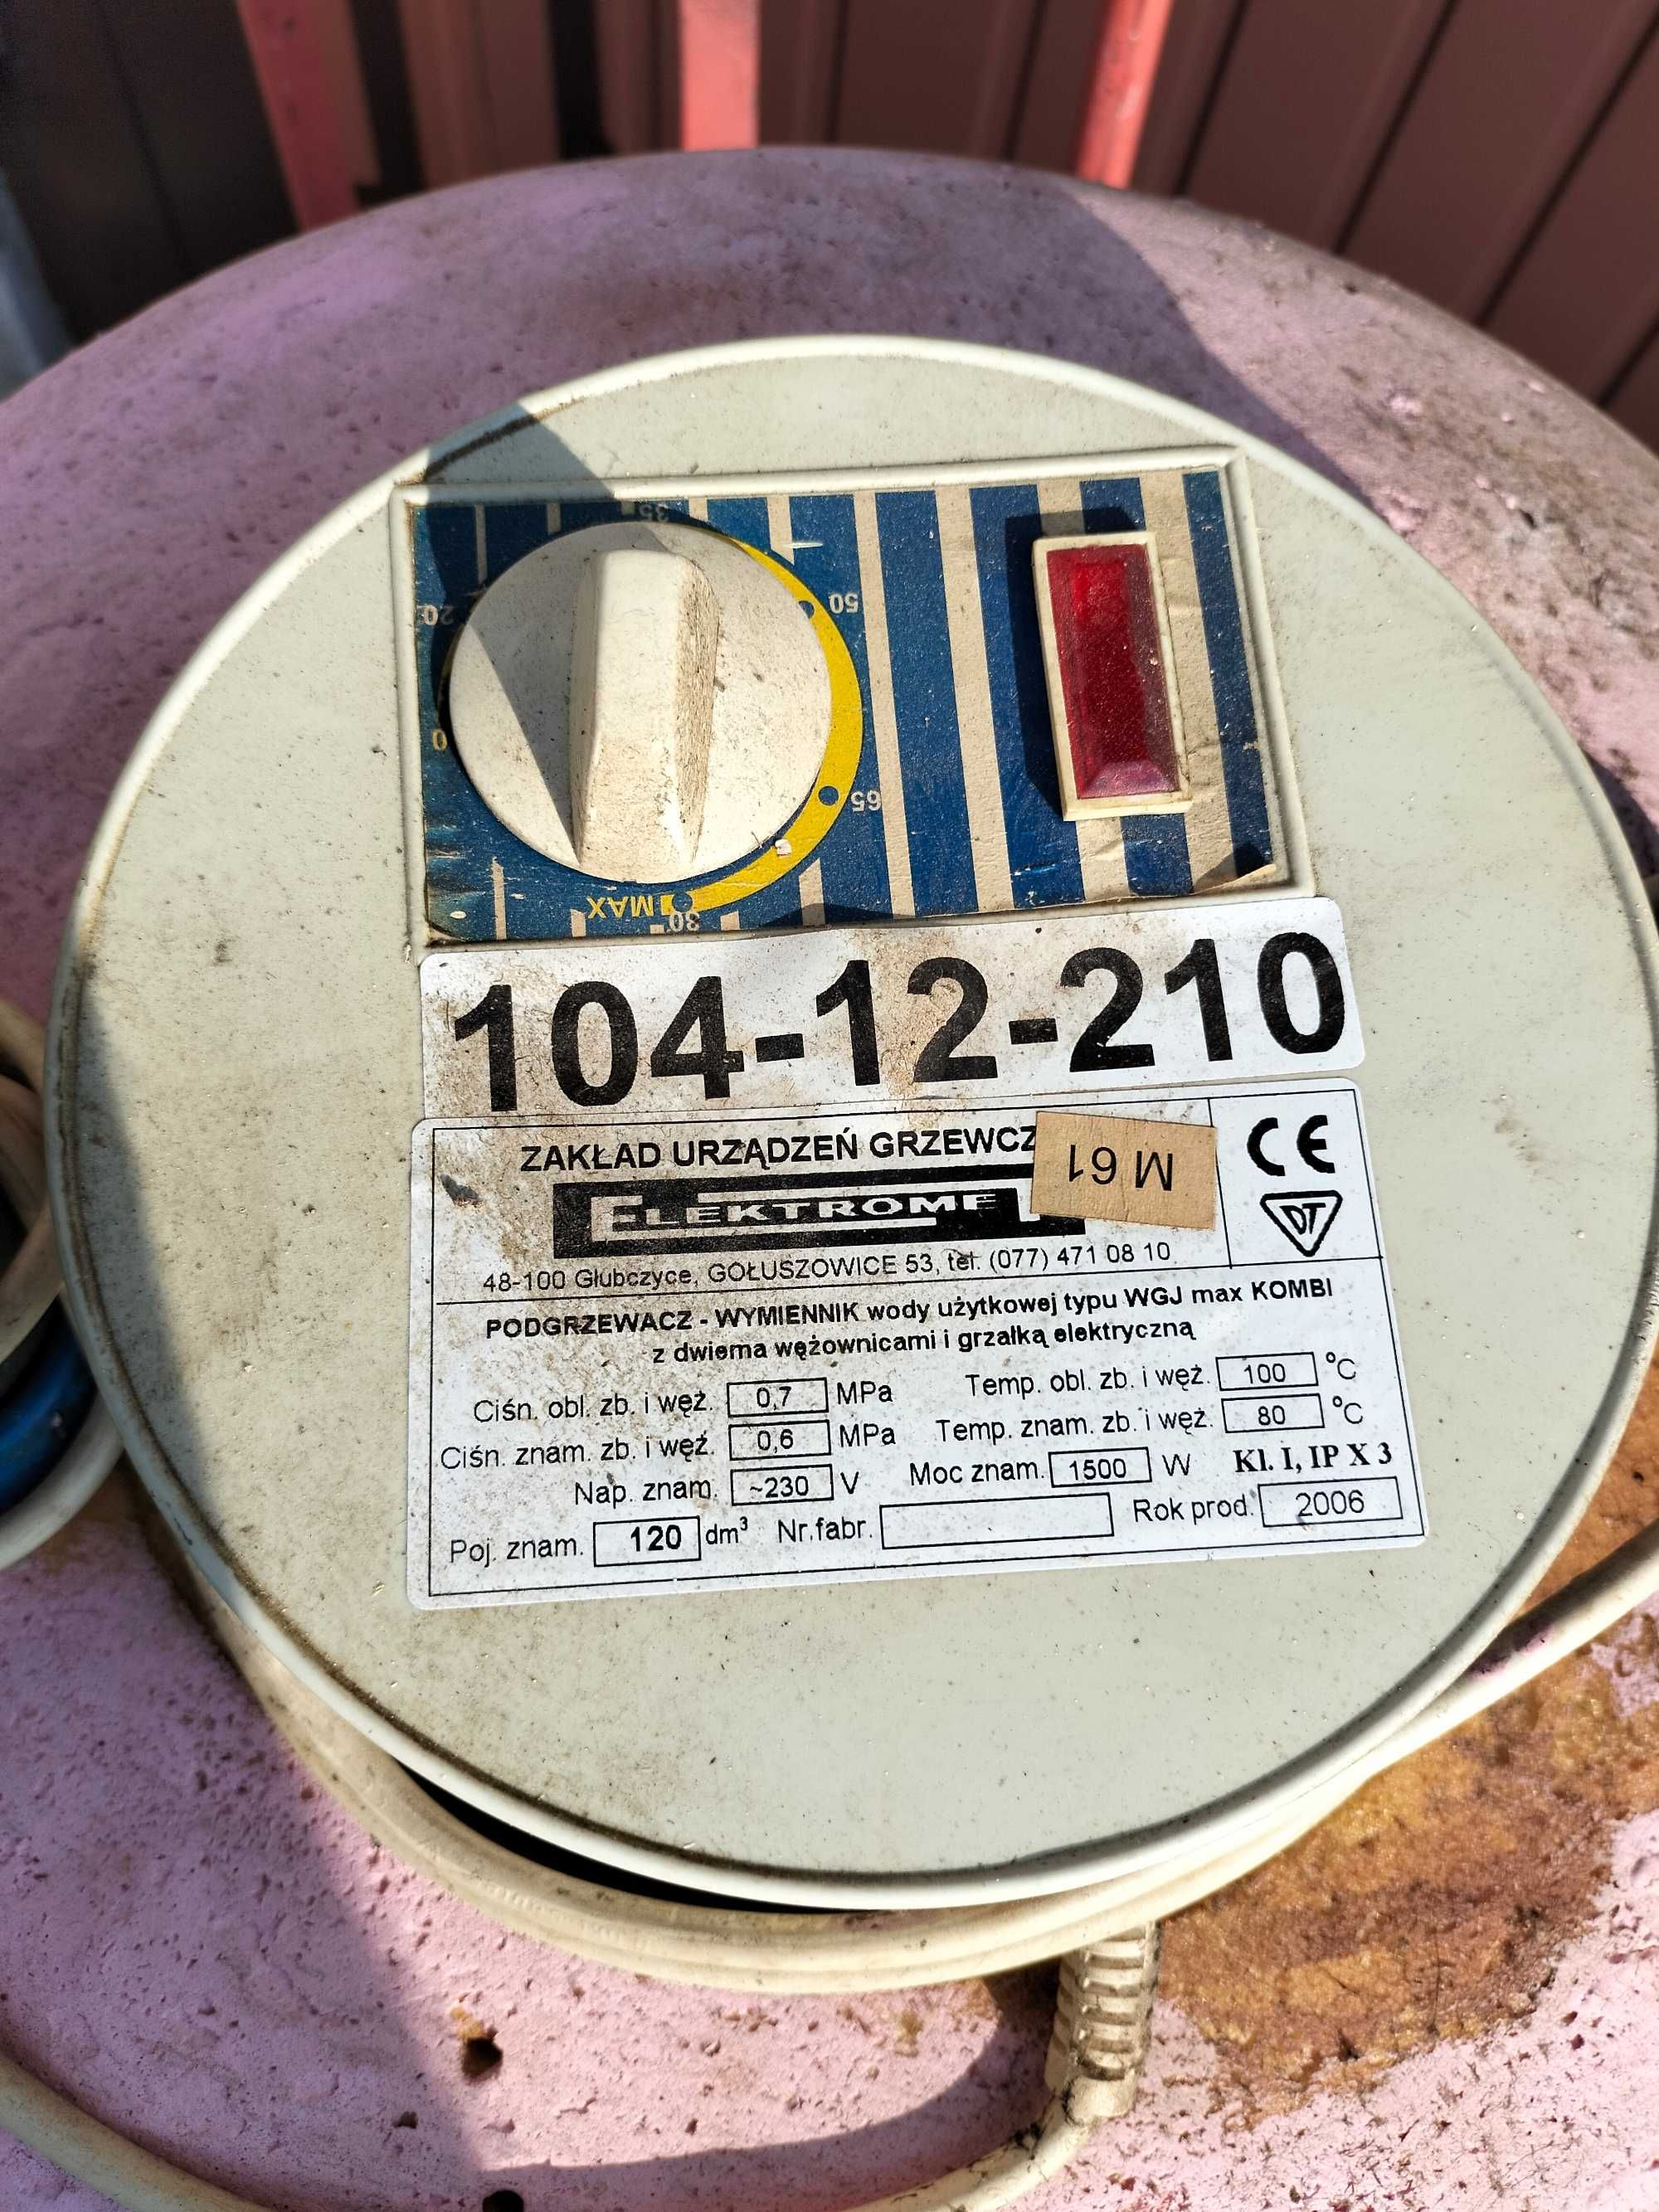 35
20
50
0
65
MAX
80
104-12-210
ZAKŁAD URZĄDZEŃ GRZEWCZ
M 61
CE
ELEKTROMET
DT
48-100 Głubczyce, GOŁUSZOWICE 53, tel. (077) 471 08 10
PODGRZEWACZ - WYMIENNIK wody użytkowej typu WGJ max KOMBI
z dwiema wężownicami i grzałką elektryczną
Ciśn. obl. zb. i węż. 0,7 MPa Temp. obl. zb. i węż. 100 °C
Ciśn. znam. zb. i węż. 0,6 MPa Temp. znam. zb. i węż. 80 °C
Nap. znam. ~230 V Moc znam. 1500 W Kl. I, IP X 3
Poj. znam. 120 dm³ Nr.fabr. Rok prod. 2006